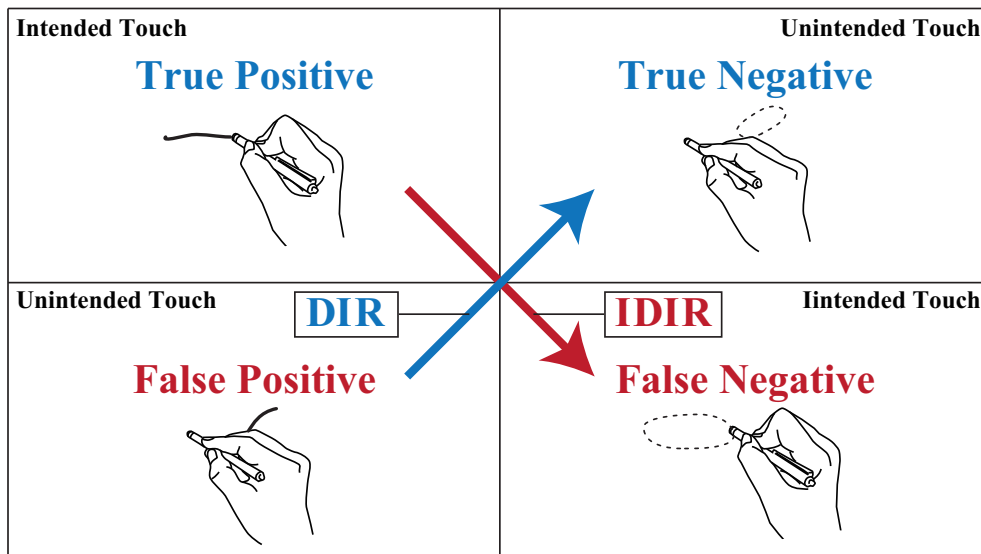 Intended Touch
Unintended Touch
True Positive
True Negative
Unintended Touch
DIR
IDIR
Iintended Touch
False Positive
False Negative